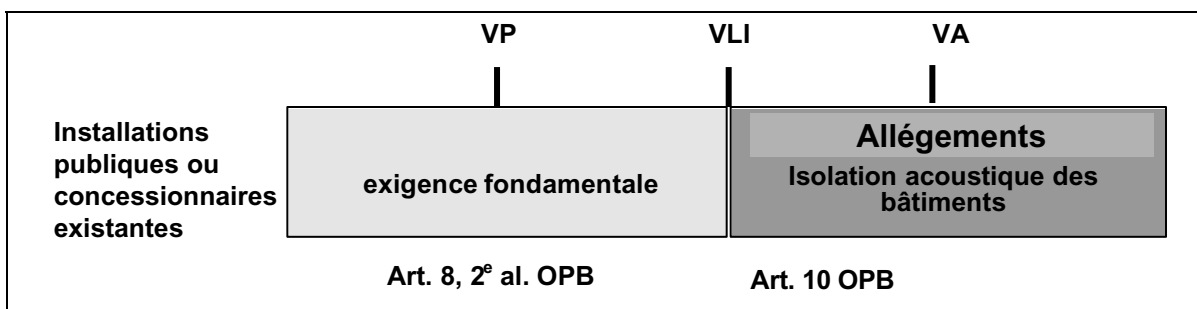 VP VLI VA
Installations
publiques ou
concessionnaires
existantes
exigence fondamentale
Allégements
Isolation acoustique des
bâtiments
Art. 8, 2e al. OPB
Art. 10 OPB